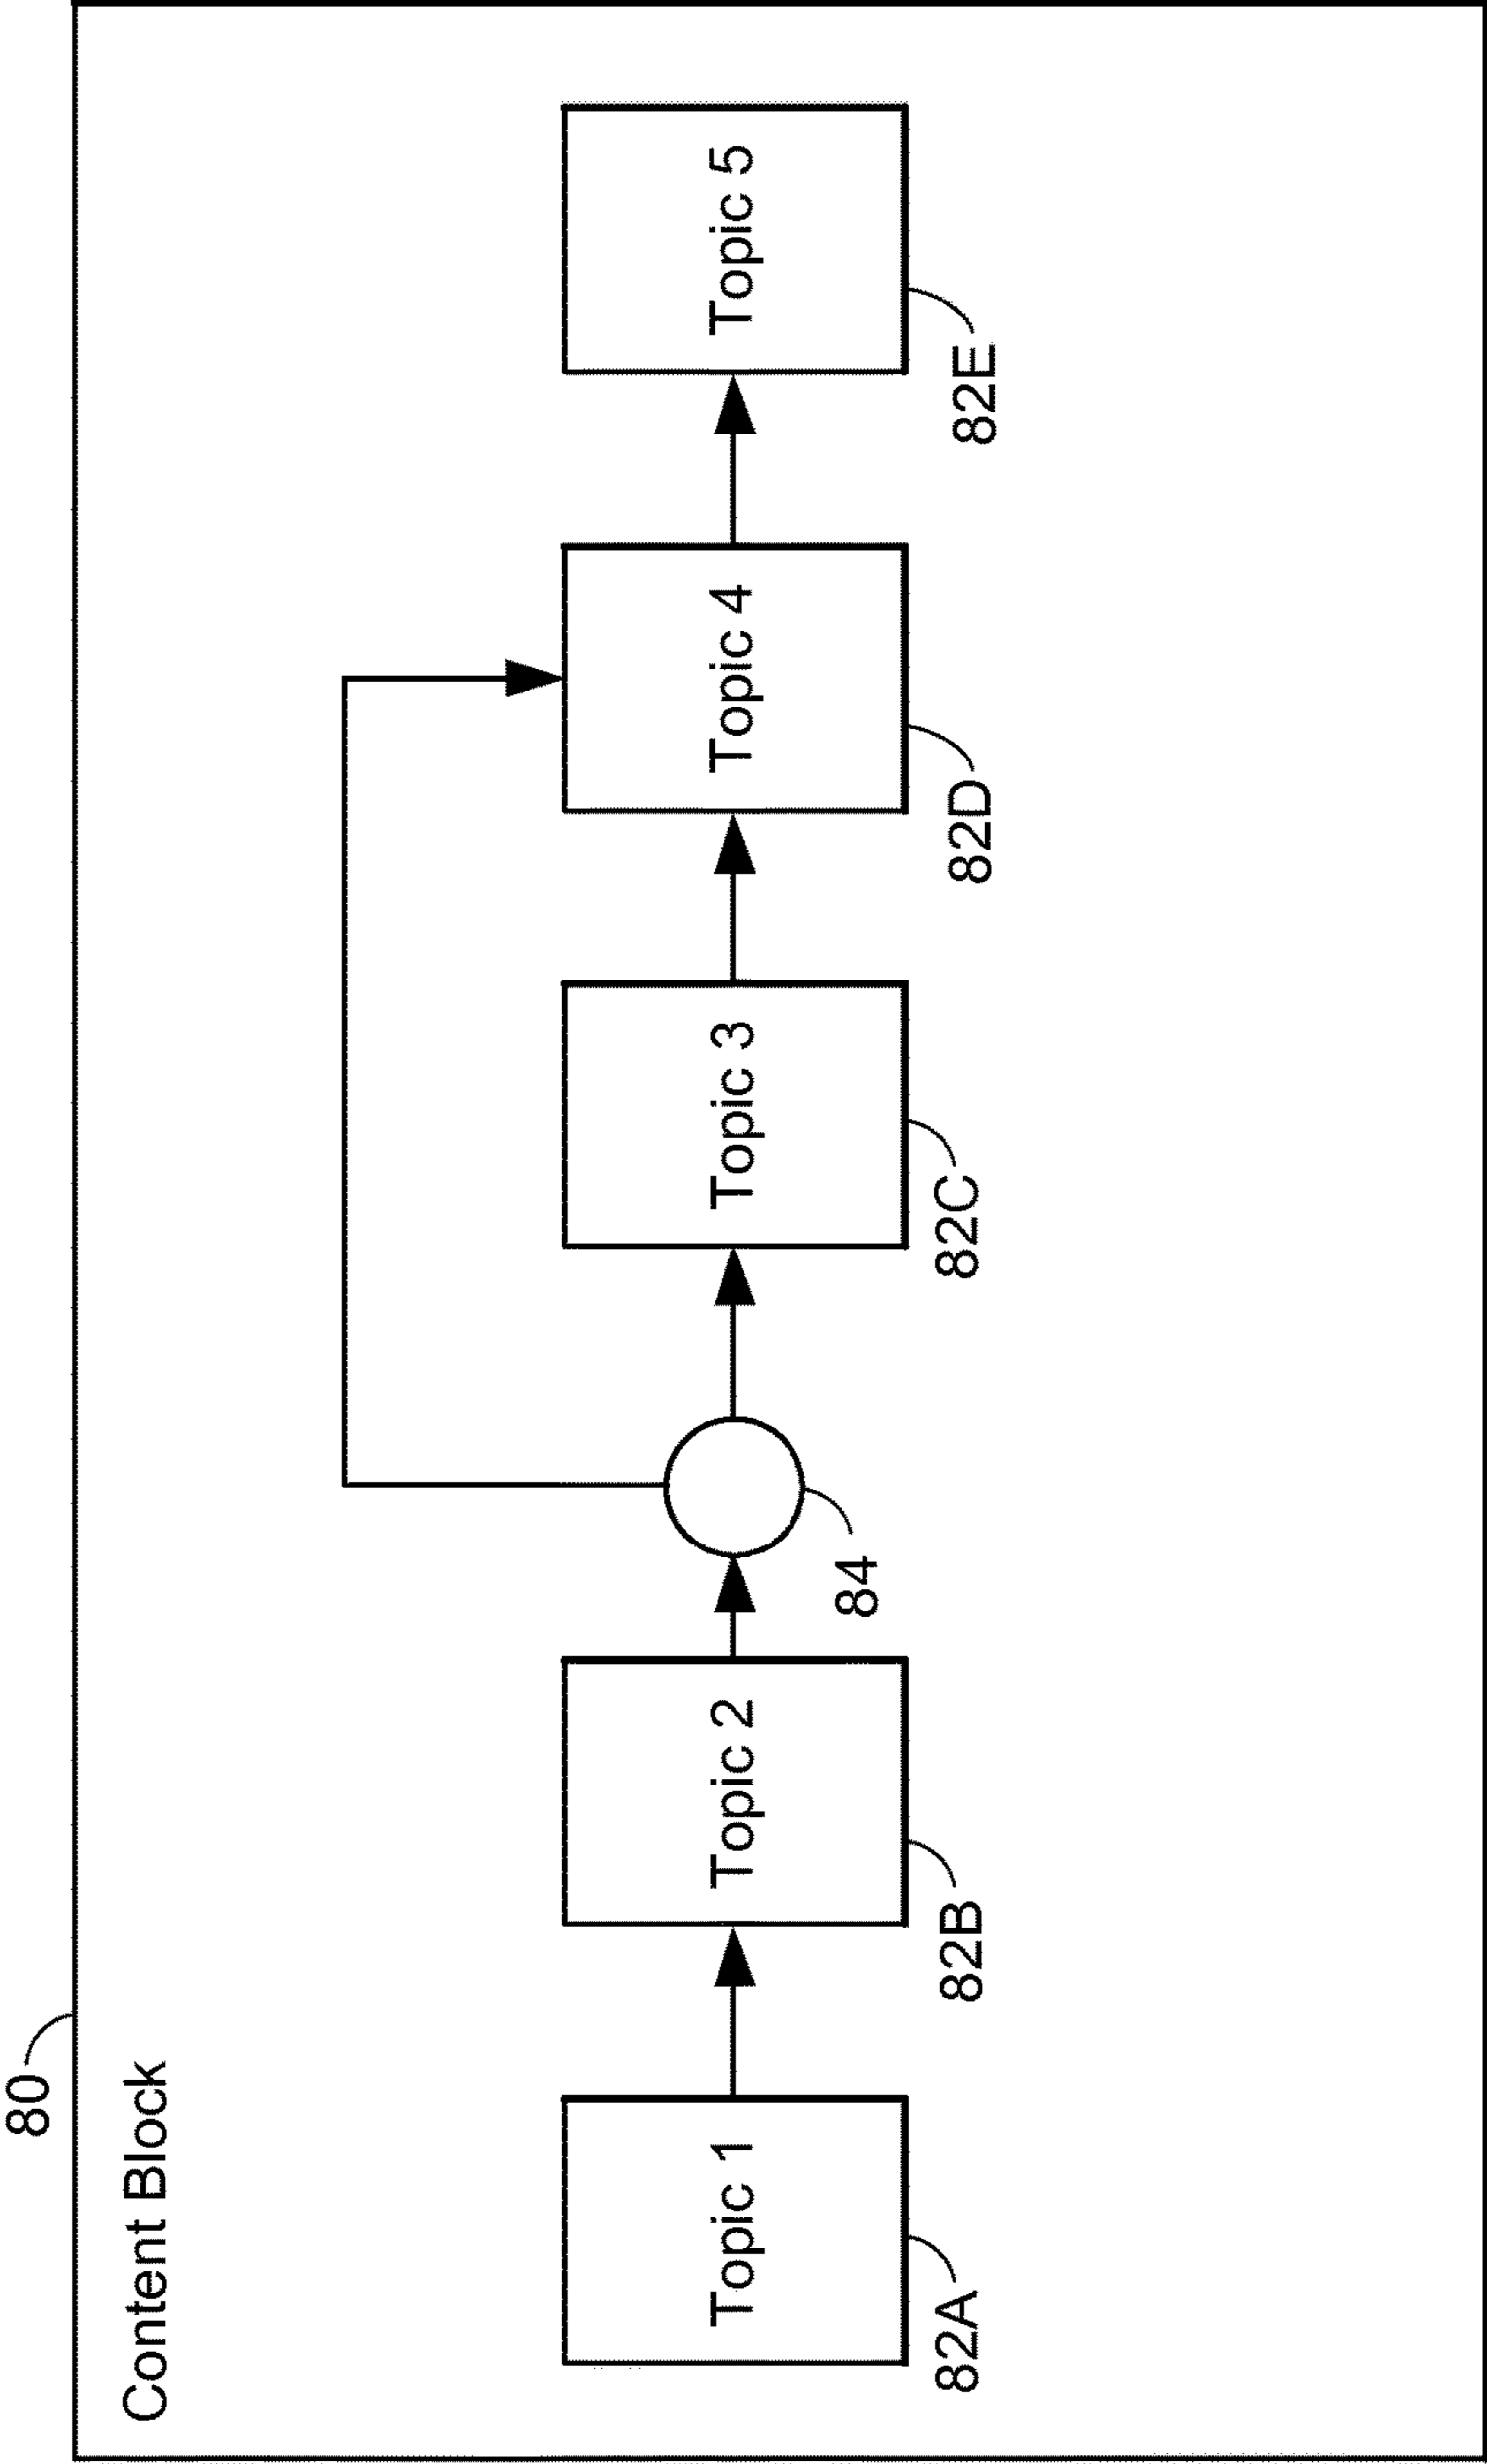 80
Content Block
Topic 1
Topic 2
Topic 3
Topic 4
Topic 5
84
82A
82B
82C
82D
82E